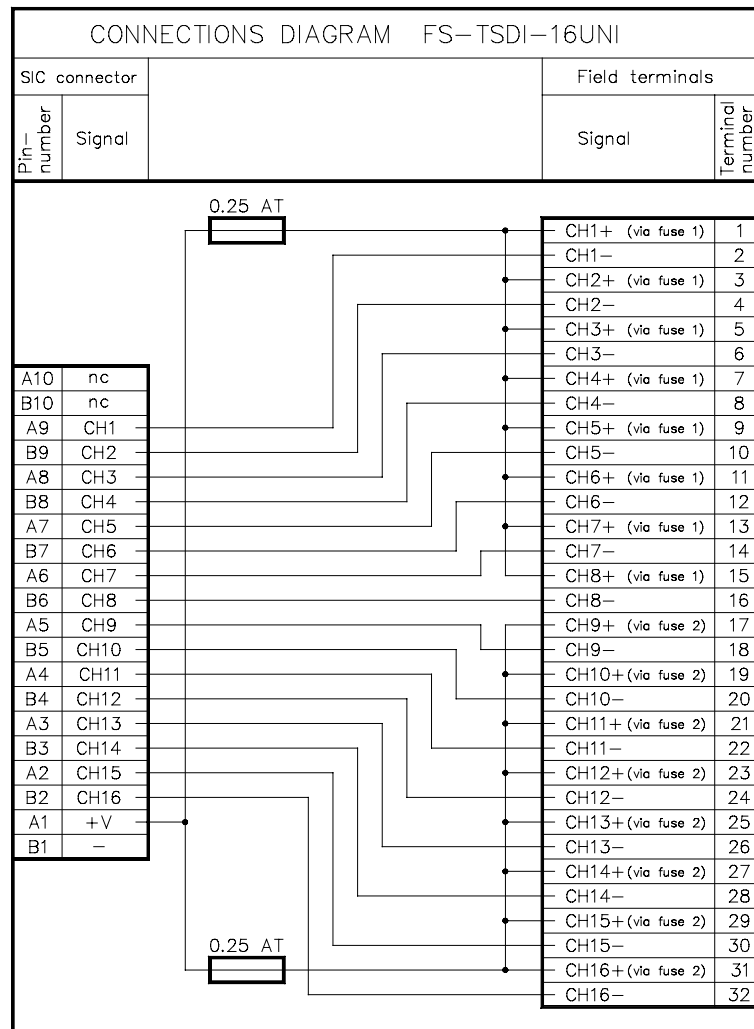 CONNECTIONS DIAGRAM FS-TSDI-16UNI
SIC connector
Field terminals
Pin-number
Signal
Signal
Terminal number
0.25 AT
CH1+ (via fuse 1) 1
CH1- 2
CH2+ (via fuse 1) 3
CH2- 4
CH3+ (via fuse 1) 5
CH3- 6
CH4+ (via fuse 1) 7
CH4- 8
CH5+ (via fuse 1) 9
CH5- 10
CH6+ (via fuse 1) 11
CH6- 12
CH7+ (via fuse 1) 13
CH7- 14
CH8+ (via fuse 1) 15
CH8- 16
CH9+ (via fuse 2) 17
CH9- 18
CH10+ (via fuse 2) 19
CH10- 20
CH11+ (via fuse 2) 21
CH11- 22
CH12+ (via fuse 2) 23
CH12- 24
CH13+ (via fuse 2) 25
CH13- 26
CH14+ (via fuse 2) 27
CH14- 28
CH15+ (via fuse 2) 29
CH15- 30
CH16+ (via fuse 2) 31
CH16- 32
A10 nc
B10 nc
A9 CH1
B9 CH2
A8 CH3
B8 CH4
A7 CH5
B7 CH6
A6 CH7
B6 CH8
A5 CH9
B5 CH10
A4 CH11
B4 CH12
A3 CH13
B3 CH14
A2 CH15
B2 CH16
A1 +V
B1 -
0.25 AT